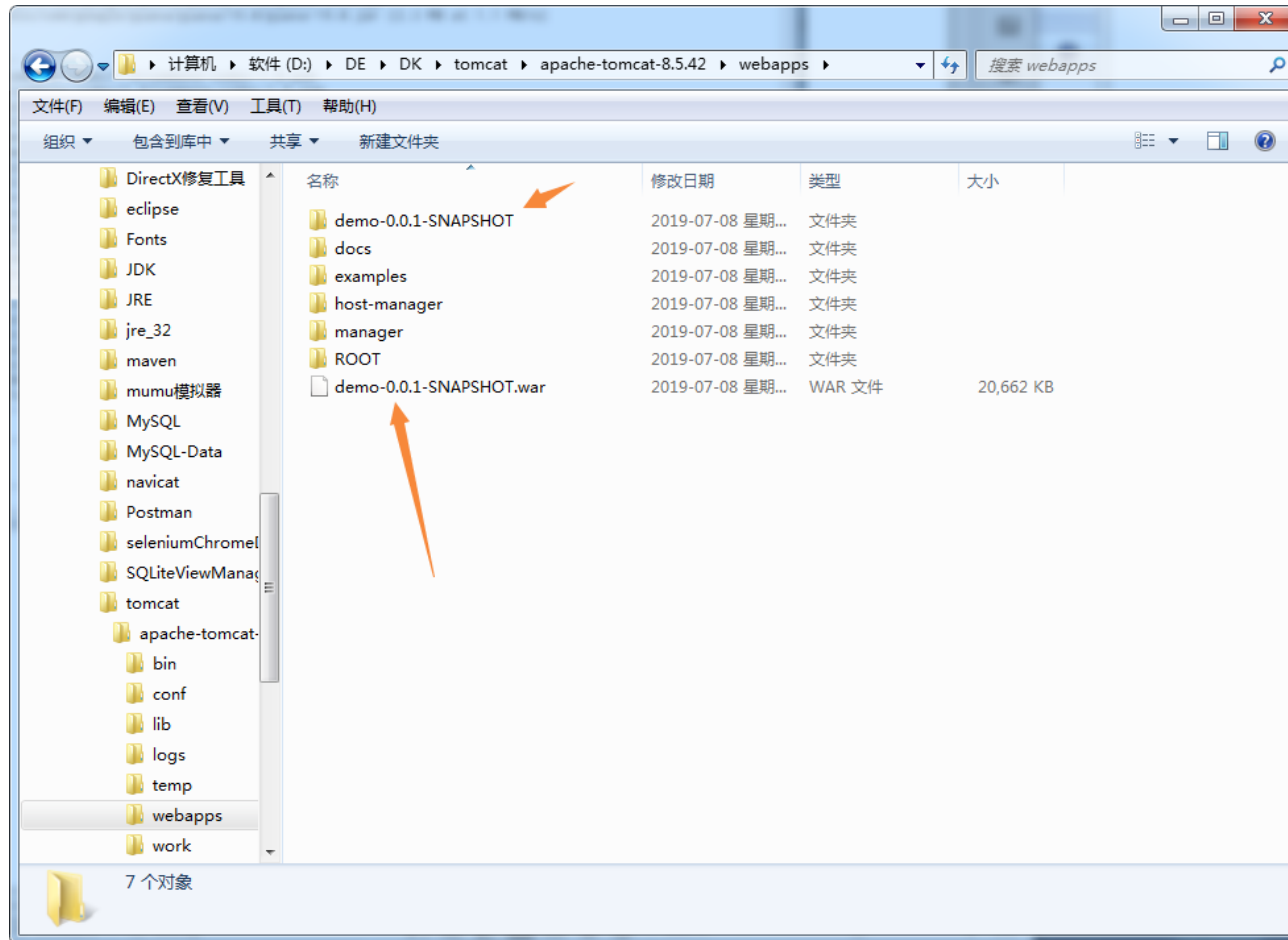 计算机 软件 (D:) DE DK tomcat apache-tomcat-8.5.42 webapps 搜索 webapps
文件(F) 编辑(E) 查看(V) 工具(T) 帮助(H)
组织 包含到库中 共享 新建文件夹
DirectX修复工具
eclipse
Fonts
JDK
JRE
jre_32
maven
mumu模拟器
MySQL
MySQL-Data
navicat
Postman
seleniumChrome
SQLiteViewMana
tomcat
apache-tomcat-
bin
conf
lib
logs
temp
webapps
work
名称 修改日期 类型 大小
demo-0.0.1-SNAPSHOT 2019-07-08 星期... 文件夹
docs 2019-07-08 星期... 文件夹
examples 2019-07-08 星期... 文件夹
host-manager 2019-07-08 星期... 文件夹
manager 2019-07-08 星期... 文件夹
ROOT 2019-07-08 星期... 文件夹
demo-0.0.1-SNAPSHOT.war 2019-07-08 星期... WAR 文件 20,662 KB
7 个对象